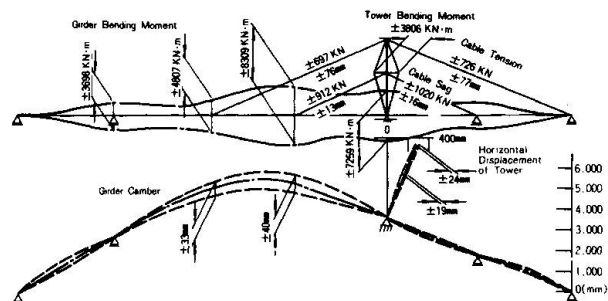 Girder Bending Moment
Tower Bending Moment
±3806 KN·m
Cable Tension
±3698 KN·m
±4807 KN·m
±8309 KN·m
±697 KN
±76mm
±726 KN
±77mm
Cable Sag
±912 KN
±13mm
±1020 KN
±16mm
0
±7259 KN·m
400mm
Horizontal
Displacement
of Tower
±24mm
±19mm
Girder Camber
±33mm
±40mm
6.000
5.000
4.000
3.000
2.000
1.000
0(mm)